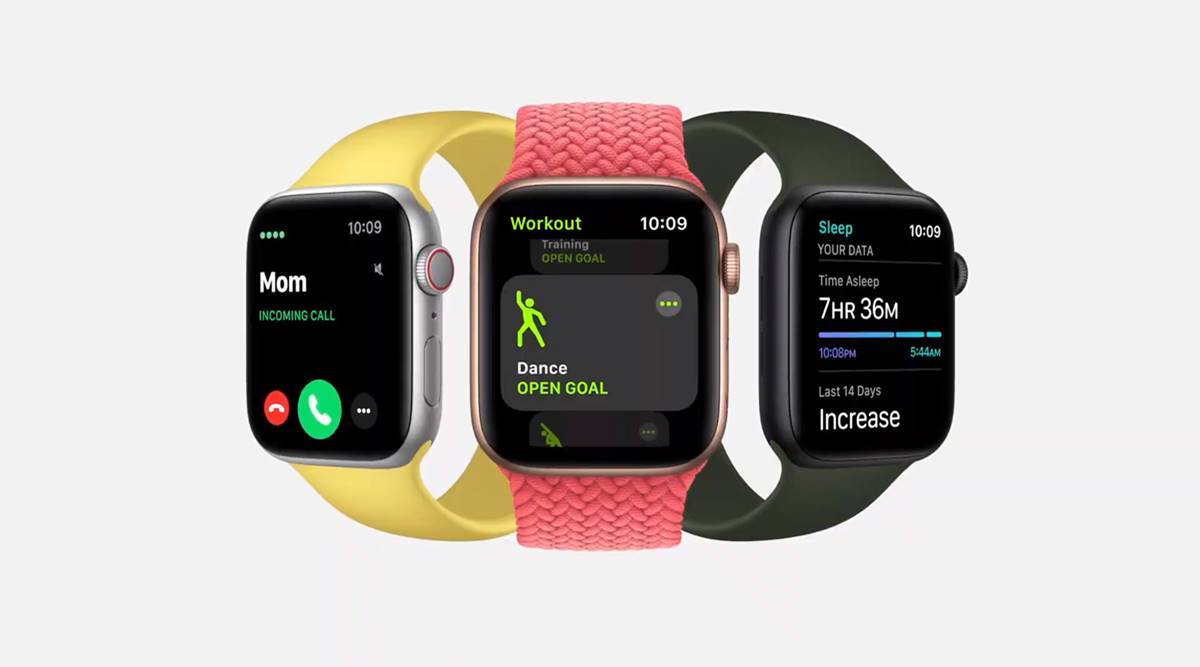 10:09
Mom
INCOMING CALL
Workout 10:09
Training
OPEN GOAL
Dance
OPEN GOAL
Sleep 10:09
YOUR DATA
Time Asleep
7HR 36M
10:08PM 5:44AM
Last 14 Days
Increase